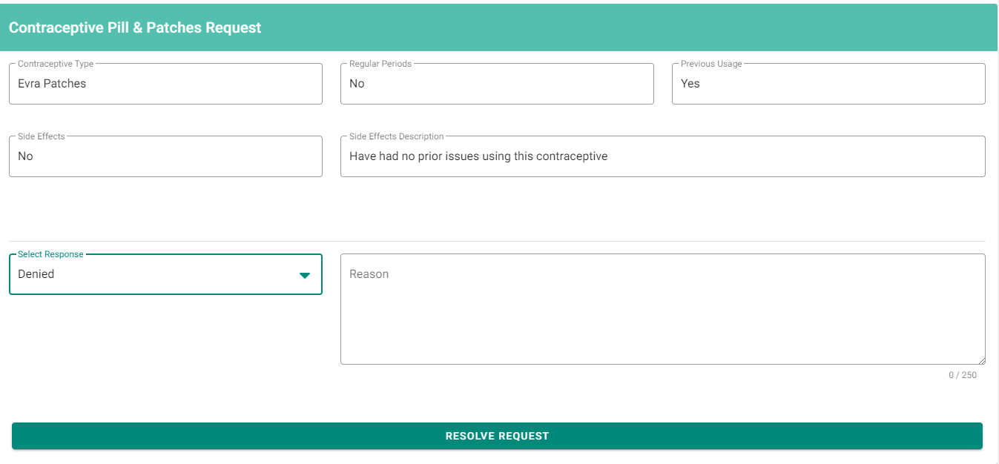 Contraceptive Pill & Patches Request
Contraceptive Type
Evra Patches
Regular Periods
No
Previous Usage
Yes
Side Effects
No
Side Effects Description
Have had no prior issues using this contraceptive
Select Response
Denied
Reason
0 / 250
RESOLVE REQUEST